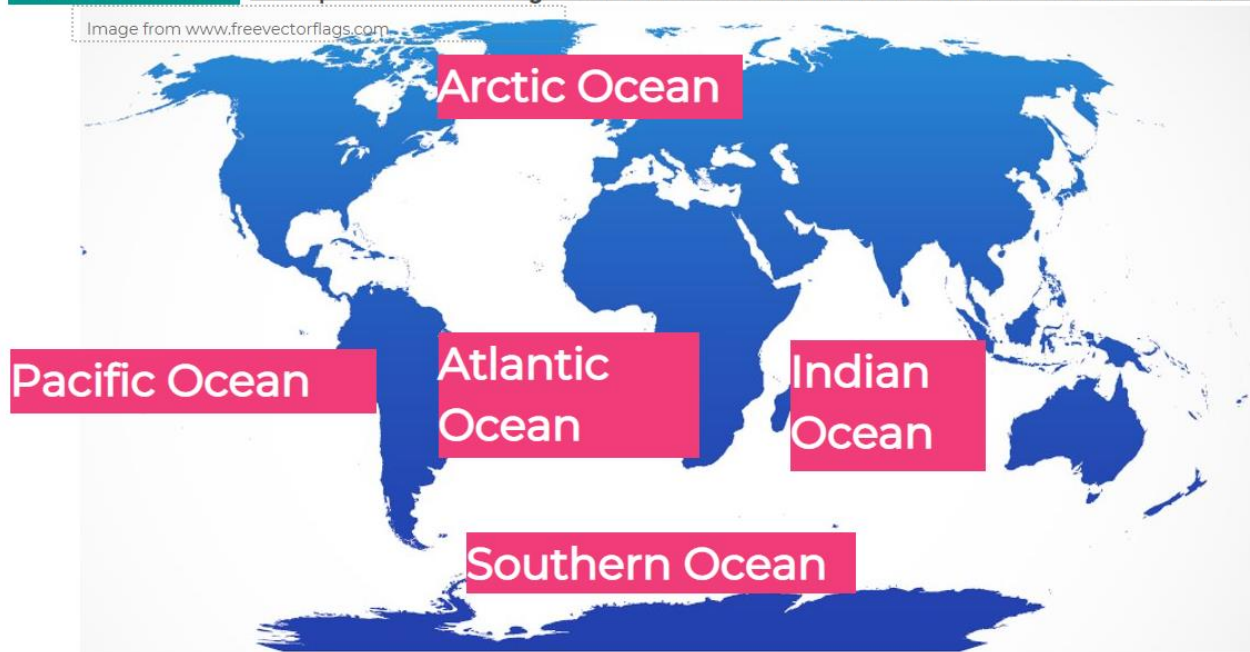 Image from www.freevectorflags.com
Arctic Ocean
Pacific Ocean
Atlantic
Ocean
Indian
Ocean
Southern Ocean